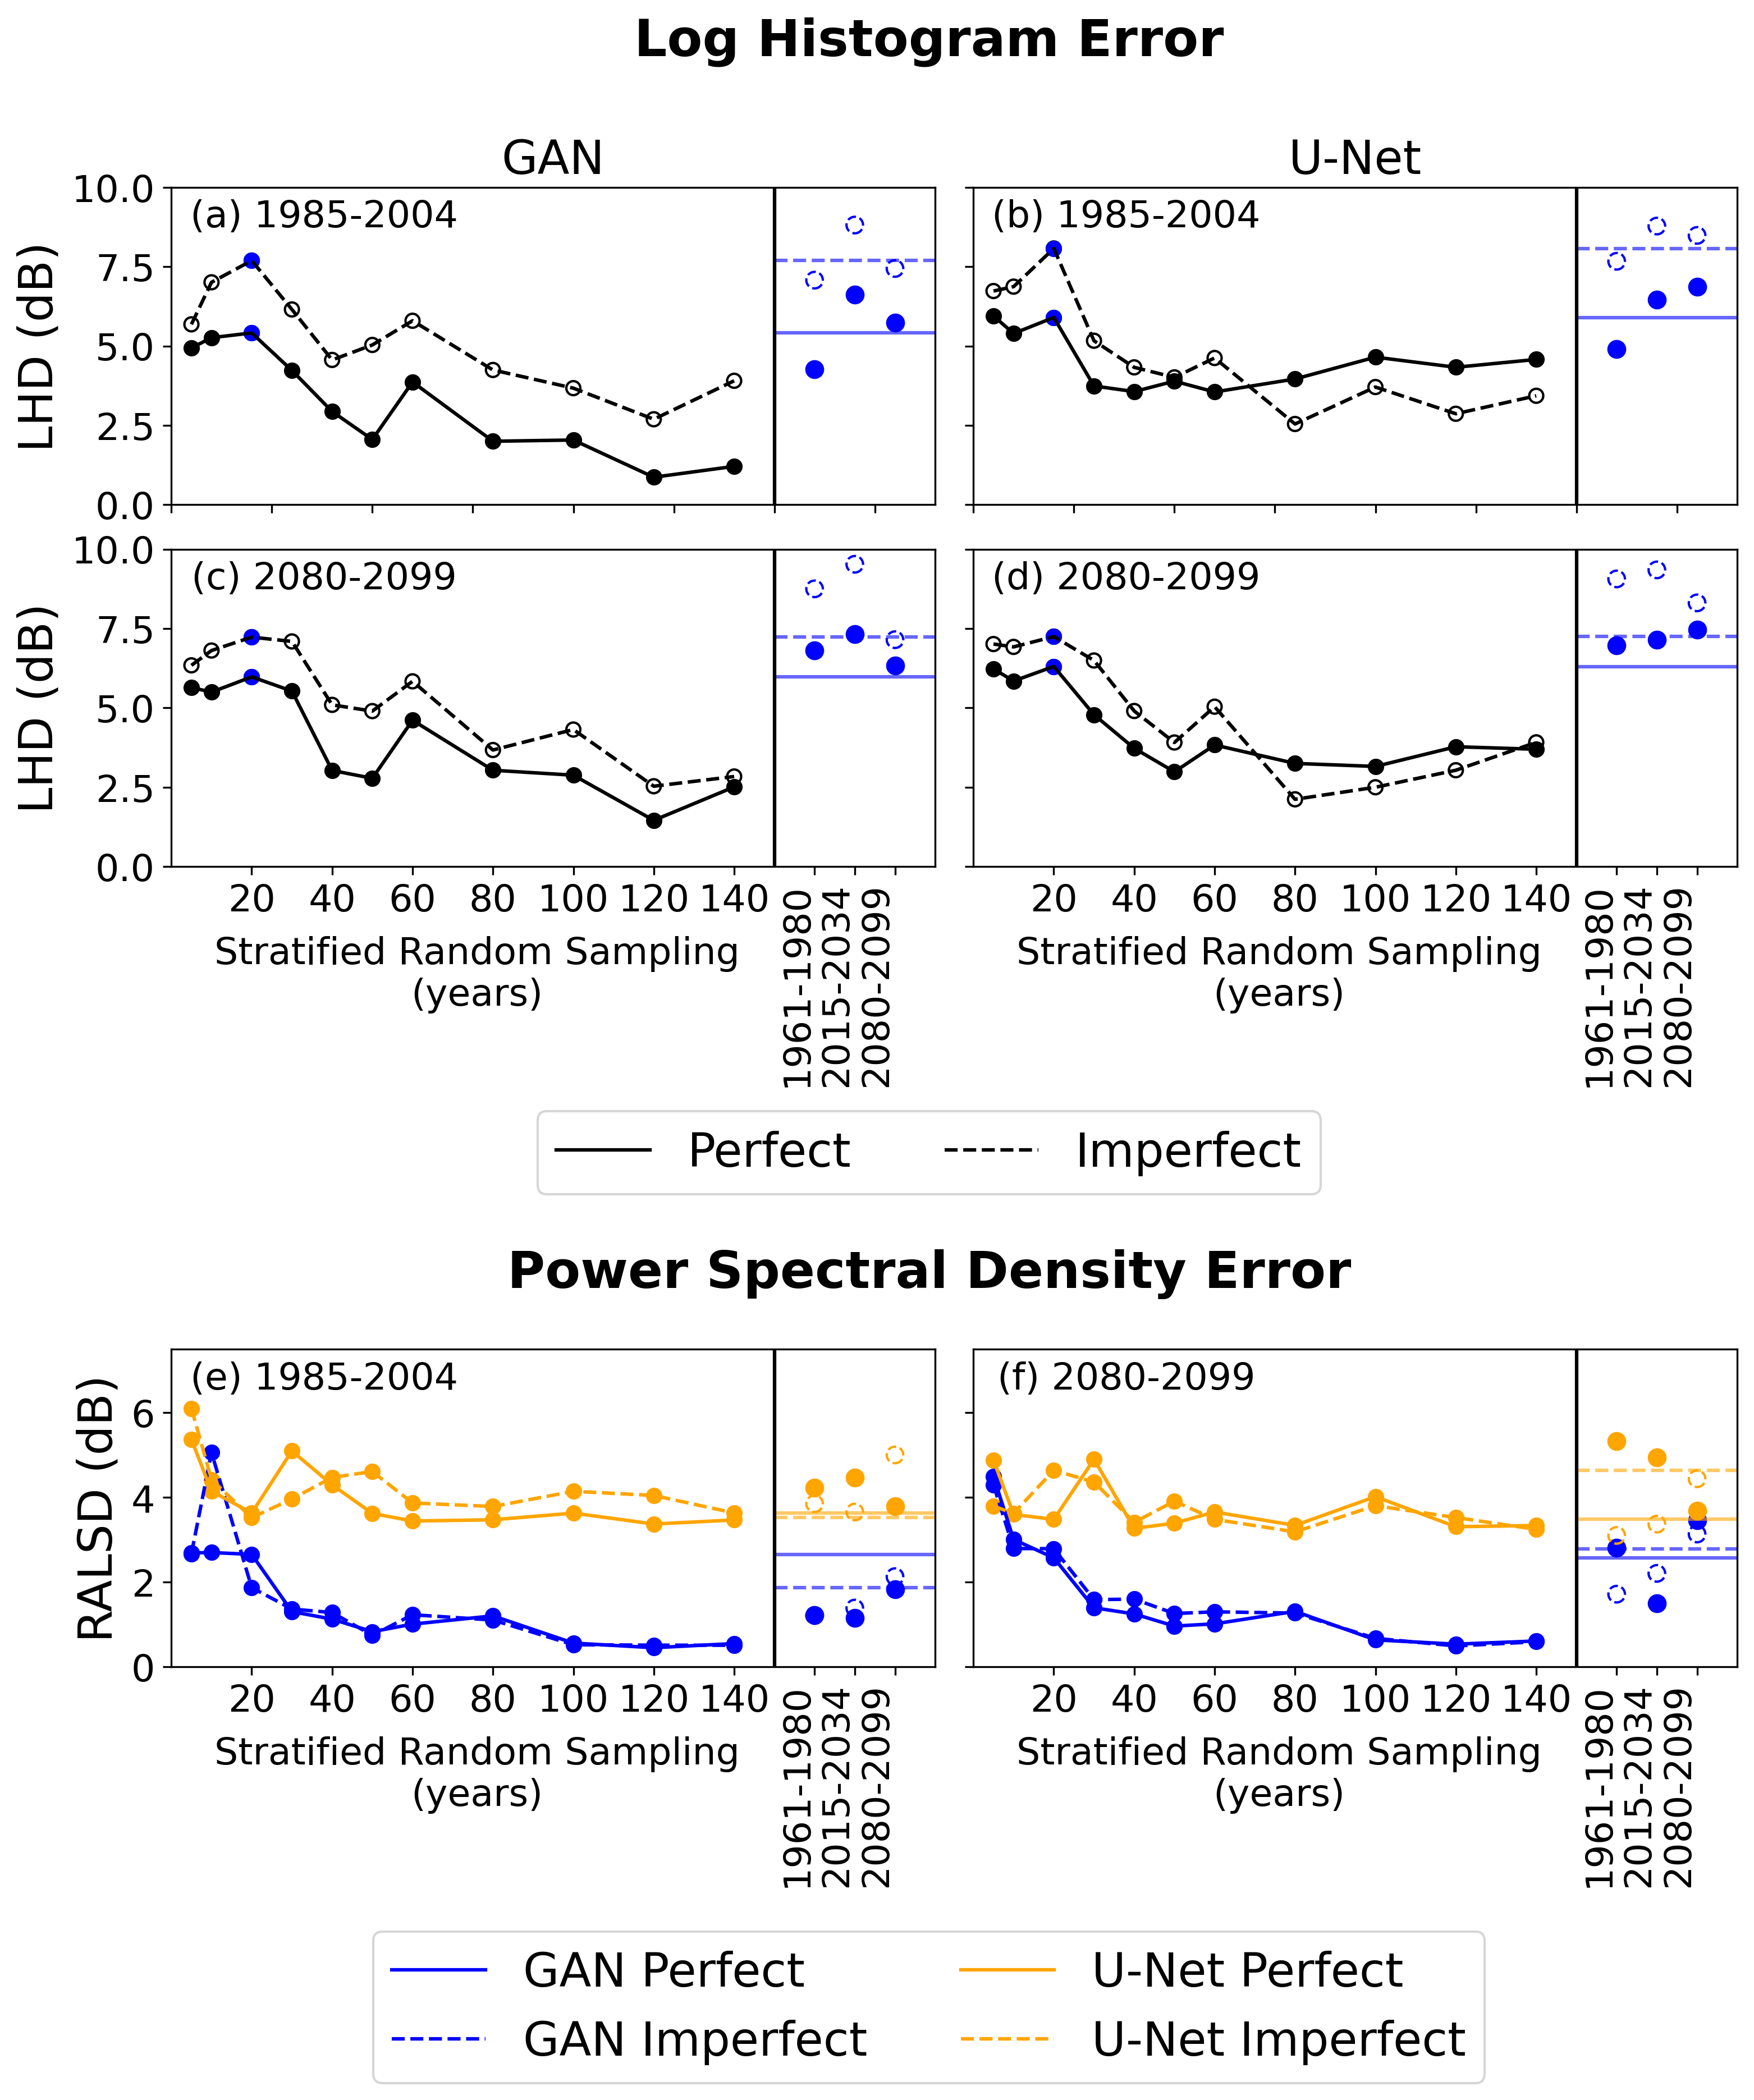 Log Histogram Error
GAN
U-Net
10.0
7.5
5.0
2.5
0.0
LHD (dB)
(a) 1985-2004
(b) 1985-2004
10.0
7.5
5.0
2.5
0.0
LHD (dB)
(c) 2080-2099
(d) 2080-2099
20 40 60 80 100 120 140
1961-1980
2015-2034
2080-2099
Stratified Random Sampling
(years)
20 40 60 80 100 120 140
1961-1980
2015-2034
2080-2099
Stratified Random Sampling
(years)
Perfect
Imperfect
Power Spectral Density Error
6
4
2
0
RALSD (dB)
(e) 1985-2004
(f) 2080-2099
20 40 60 80 100 120 140
1961-1980
2015-2034
2080-2099
Stratified Random Sampling
(years)
20 40 60 80 100 120 140
1961-1980
2015-2034
2080-2099
Stratified Random Sampling
(years)
GAN Perfect
U-Net Perfect
GAN Imperfect
U-Net Imperfect